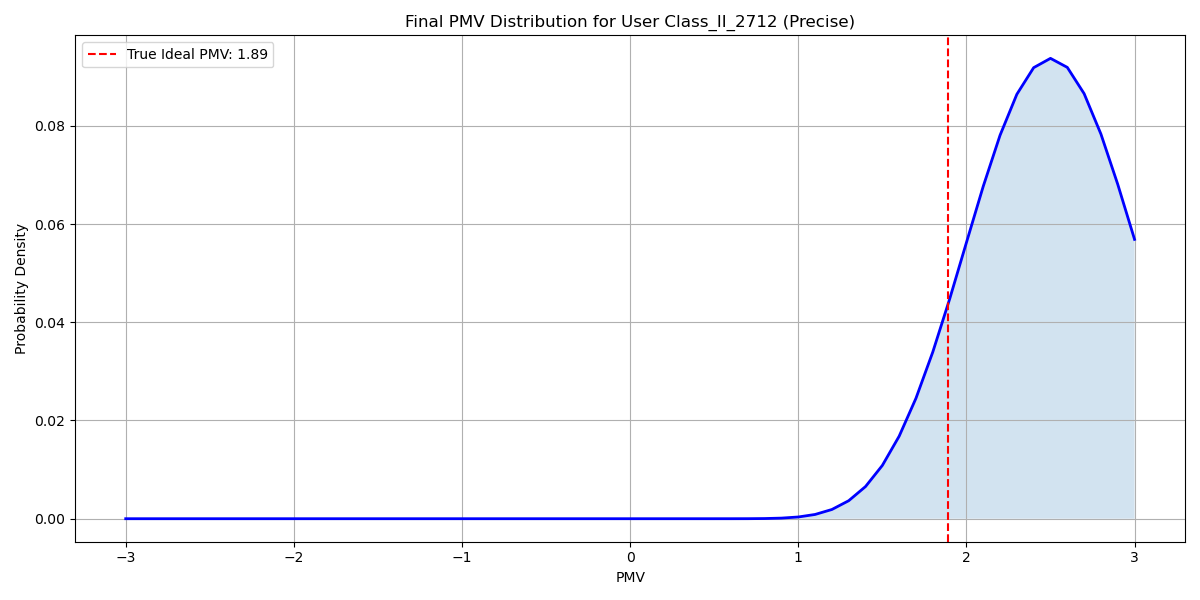 Final PMV Distribution for User Class_II_2712 (Precise)
True Ideal PMV: 1.89
Probability Density
0.08
0.06
0.04
0.02
0.00
−3 −2 −1 0 1 2 3
PMV